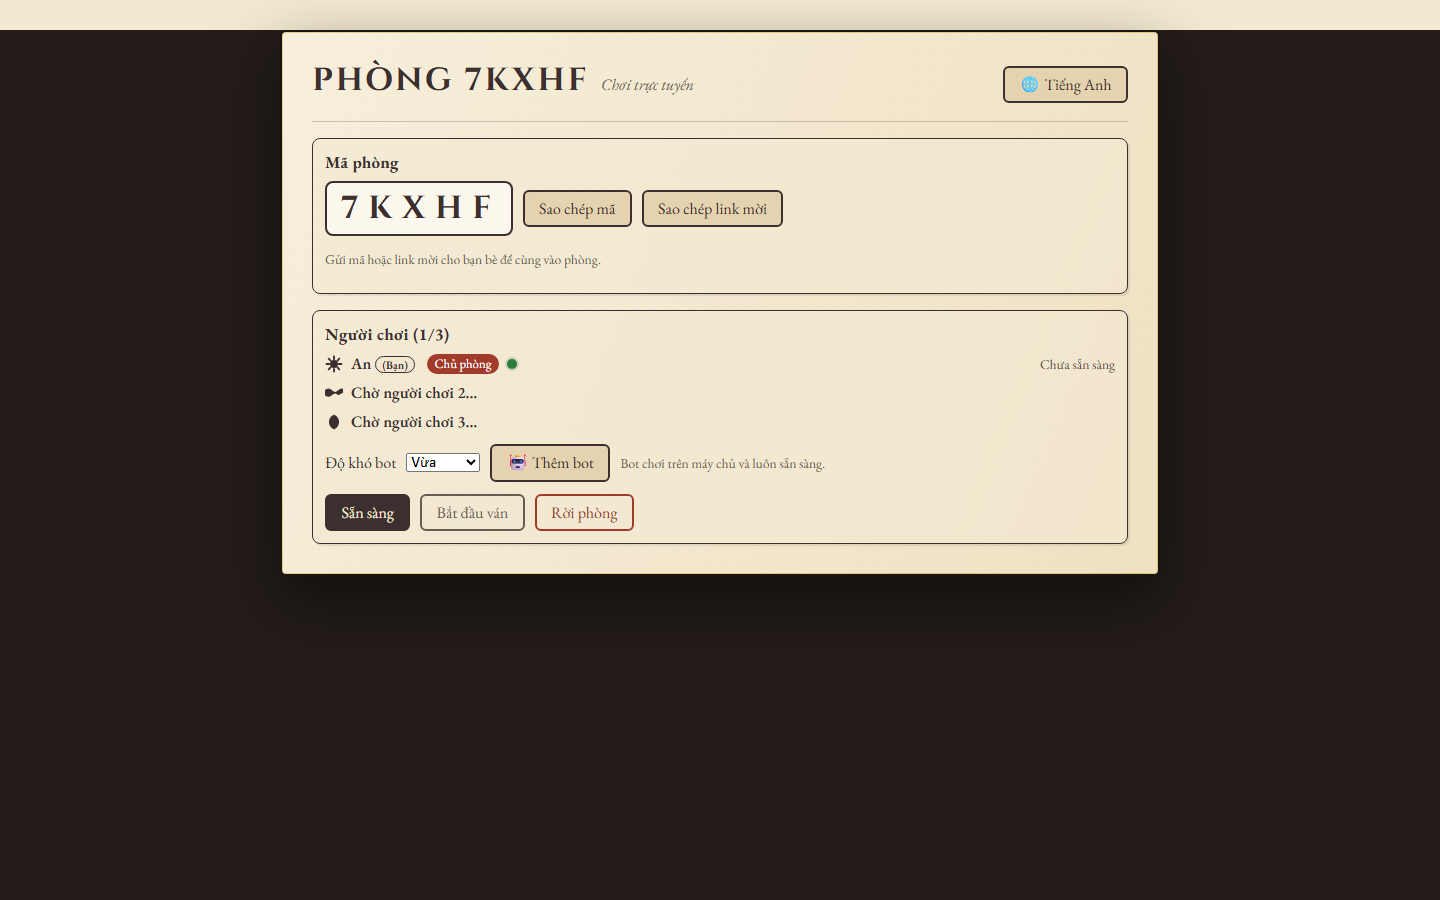 PHÒNG 7KXHF Chơi trực tuyến
🌐 Tiếng Anh
Mã phòng
7KXHF
Sao chép mã
Sao chép link mời
Gửi mã hoặc link mời cho bạn bè để cùng vào phòng.
Người chơi (1/3)
An (Bạn) Chủ phòng
Chưa sẵn sàng
Chờ người chơi 2...
Chờ người chơi 3...
Độ khó bot Vừa 🤖 Thêm bot Bot chơi trên máy chủ và luôn sẵn sàng.
Sẵn sàng
Bắt đầu ván
Rời phòng